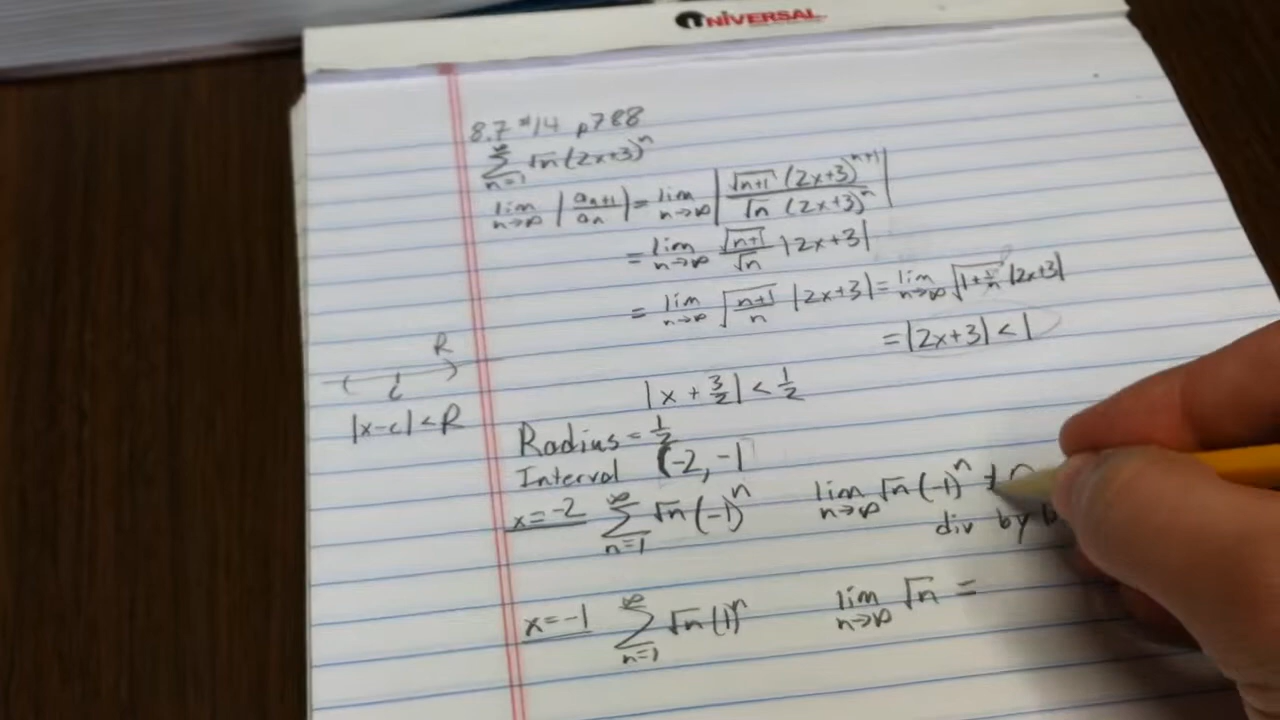 UNIVERSAL
8.7 #14 p788
∞ Σ n=1 √n (2x+3)^n
lim n→∞ |a_{n+1}/a_n| = lim n→∞ |√(n+1) (2x+3)^{n+1} / √n (2x+3)^n|
= lim n→∞ √(n+1)/√n |2x+3|
= lim n→∞ √((n+1)/n) |2x+3| = lim n→∞ √(1+1/n) |2x+3|
= |2x+3| < 1
R
( c )
|x-c| < R
|x + 3/2| < 1/2
Radius = 1/2
Interval (-2, -1
x=-2 ∞ Σ n=1 √n (-1)^n lim n→∞ √n (-1)^n ≠
div by
x=-1 ∞ Σ n=1 √n (1)^n lim n→∞ √n =